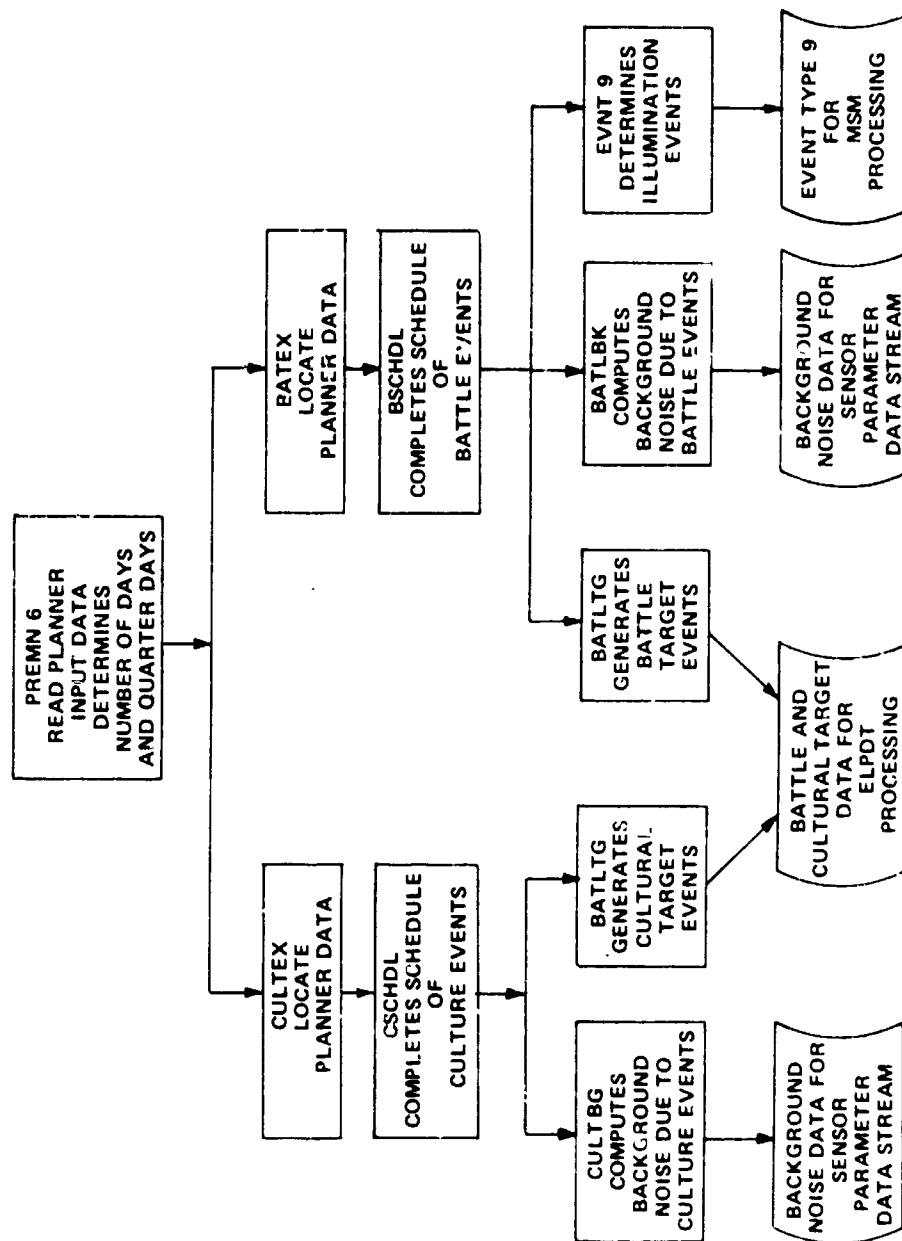 PREMN 6
READ PLANNER
INPUT DATA
DETERMINES
NUMBER OF DAYS
AND QUARTER DAYS
CULTEX
LOCATE
PLANNER DATA
BATEX
LOCATE
PLANNER DATA
CSCHDL
COMPLETES SCHEDULE
OF
CULTURE EVENTS
BSCHDL
COMPLETES SCHEDULE
OF
BATTLE EVENTS
CULTBG
COMPUTES
BACKGROUND
NOISE DUE TO
CULTURE EVENTS
BATLTG
GENERATES
CULTURAL
TARGET
EVENTS
BATLTG
GENERATES
BATTLE
TARGET
EVENTS
BATLBK
COMPUTES
BACKGROUND
NOISE DUE TO
BATTLE EVENTS
EVNT 9
DETERMINES
ILLUMINATION
EVENTS
BACKGROUND
NOISE DATA FOR
SENSOR
PARAMETER
DATA STREAM
BATTLE AND
CULTURAL TARGET
DATA FOR
ELPDT
PROCESSING
BACKGROUND
NOISE DATA FOR
SENSOR
PARAMETER
DATA STREAM
EVENT TYPE 9
FOR
MSM
PROCESSING